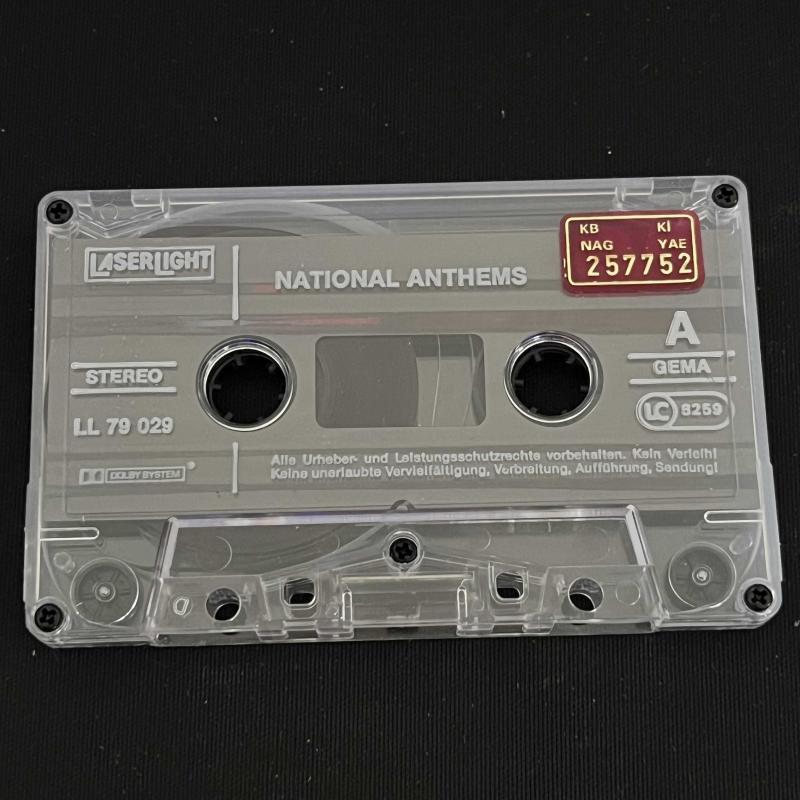 LASERLIGHT
NATIONAL ANTHEMS
KB KI
NAG YAE
257752
A
STEREO
GEMA
LC 8259
LL 79 029
DOLBY SYSTEM®
Alle Urheber- und Leistungsschutzrechte vorbehalten. Kein Verleih!
Keine unerlaubte Vervielfältigung, Verbreitung, Aufführung, Sendung!